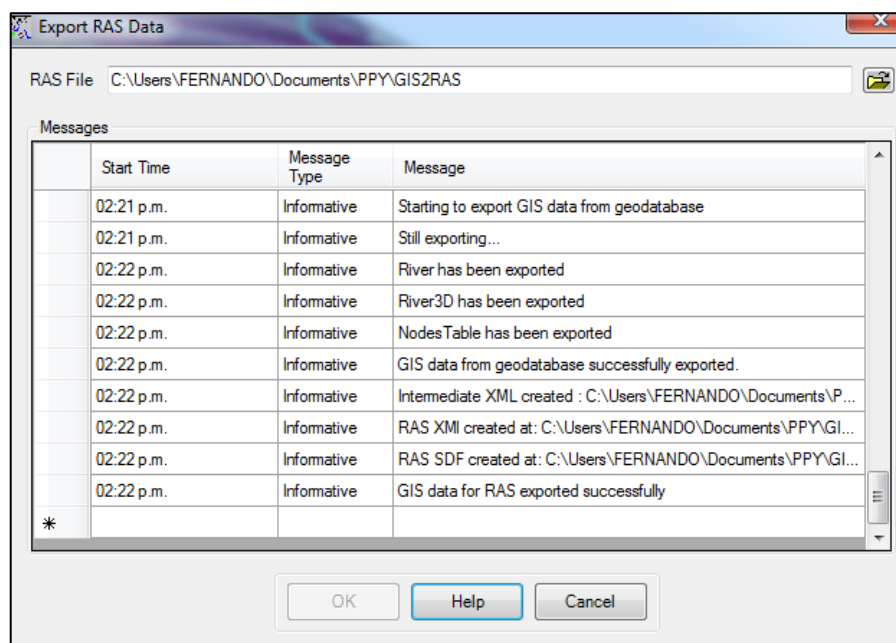 Export RAS Data
RAS File C:\Users\FERNANDO\Documents\PPY\GIS2RAS
Messages
Start Time Message Type Message
02:21 p.m. Informative Starting to export GIS data from geodatabase
02:21 p.m. Informative Still exporting...
02:22 p.m. Informative River has been exported
02:22 p.m. Informative River3D has been exported
02:22 p.m. Informative NodesTable has been exported
02:22 p.m. Informative GIS data from geodatabase successfully exported.
02:22 p.m. Informative Intermediate XML created : C:\Users\FERNANDO\Documents\P...
02:22 p.m. Informative RAS XMl created at: C:\Users\FERNANDO\Documents\PPY\GI...
02:22 p.m. Informative RAS SDF created at: C:\Users\FERNANDO\Documents\PPY\GI...
02:22 p.m. Informative GIS data for RAS exported successfully
OK Help Cancel